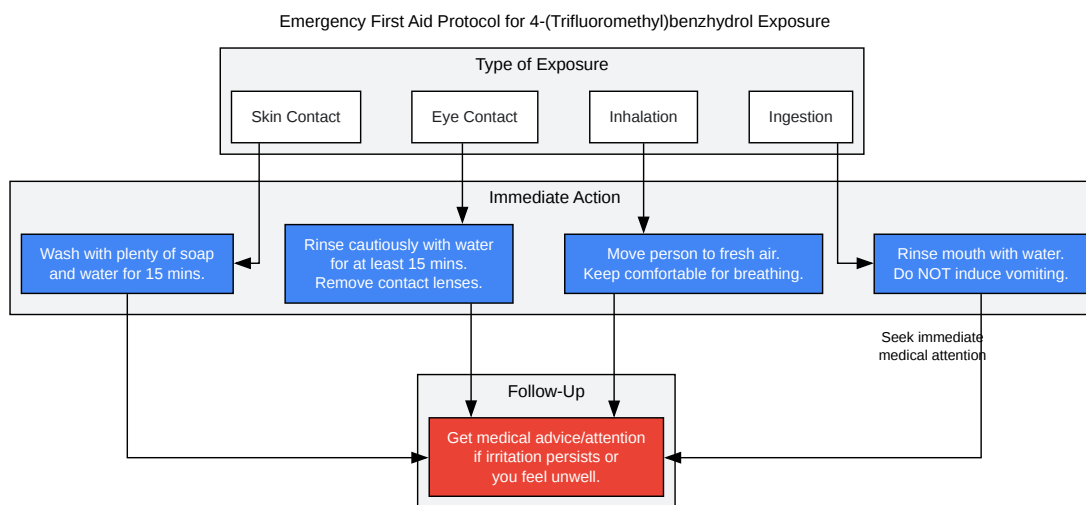 Emergency First Aid Protocol for 4-(Trifluoromethyl)benzhydrol Exposure
Type of Exposure
Skin Contact
Eye Contact
Inhalation
Ingestion
Immediate Action
Wash with plenty of soap
and water for 15 mins.
Rinse cautiously with water
for at least 15 mins.
Remove contact lenses.
Move person to fresh air.
Keep comfortable for breathing.
Rinse mouth with water.
Do NOT induce vomiting.
Seek immediate
medical attention
Follow-Up
Get medical advice/attention
if irritation persists or
you feel unwell.